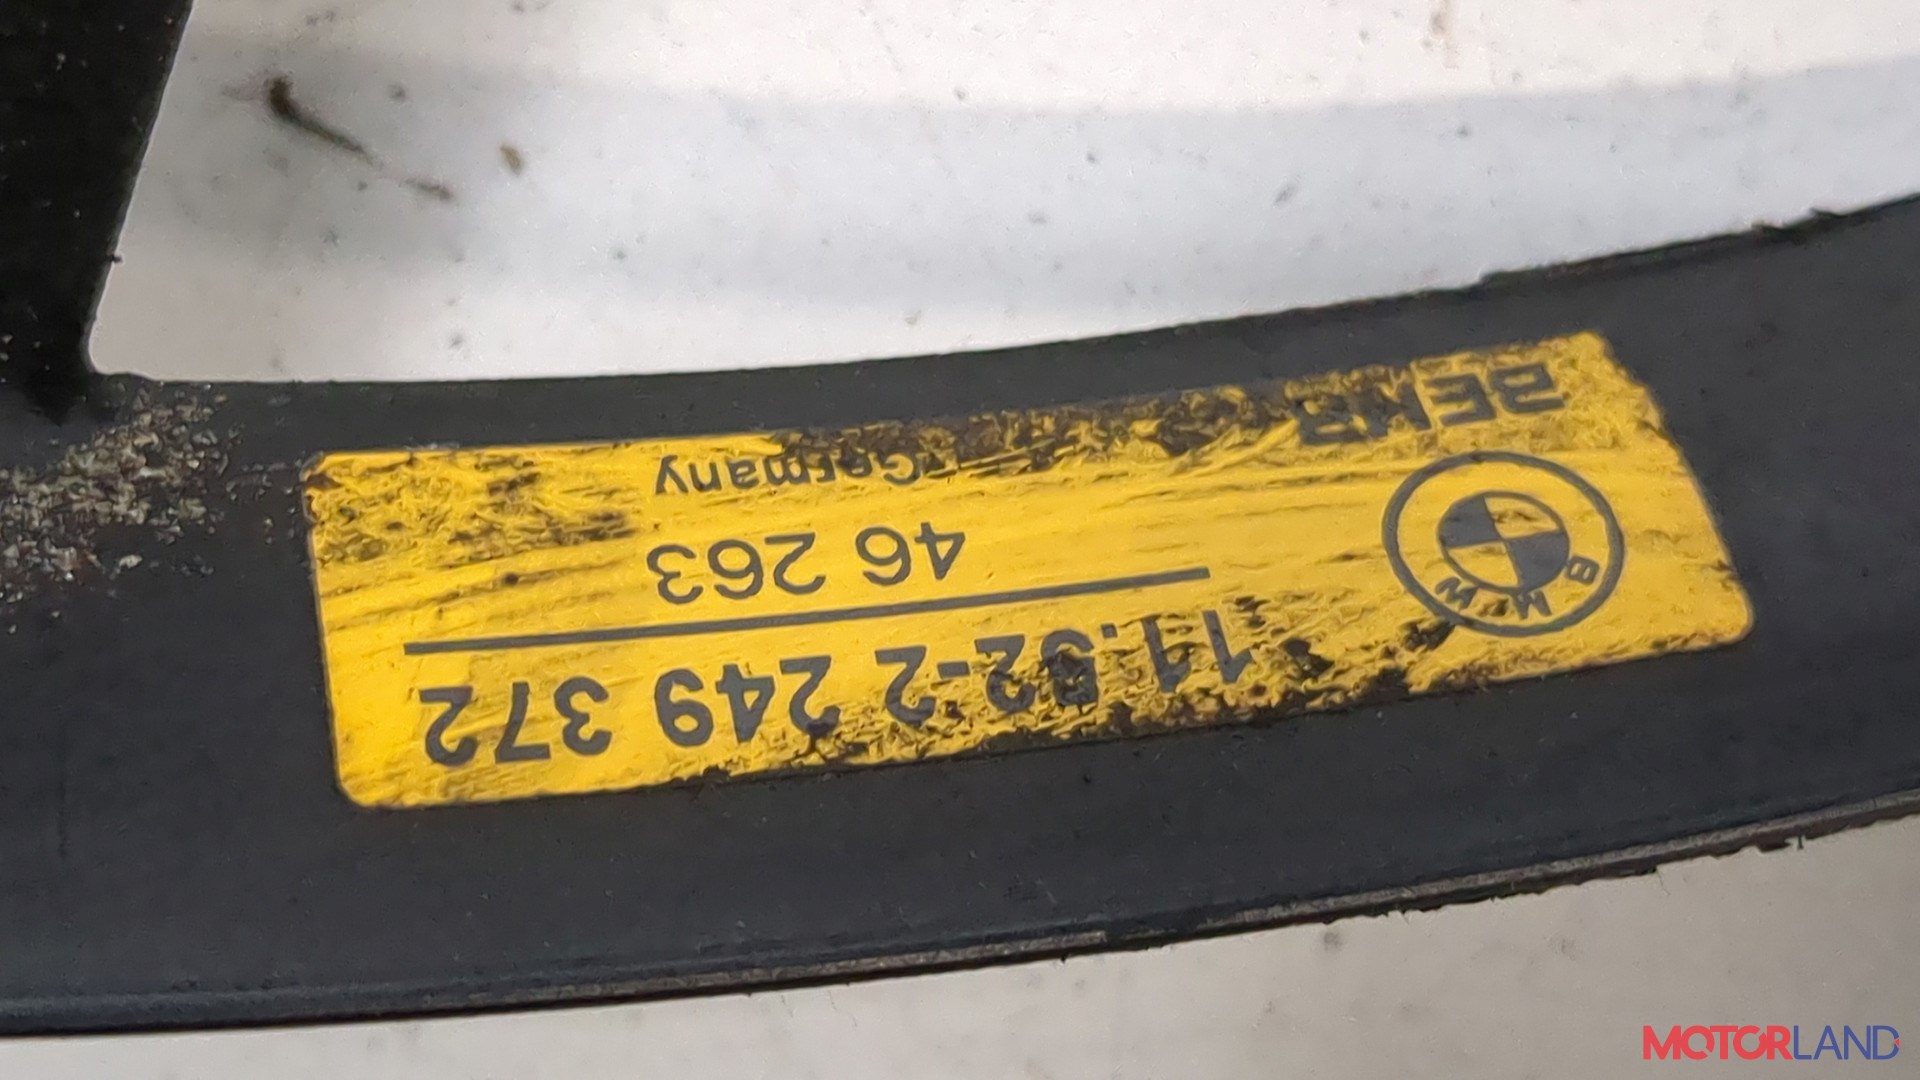 BMW
BEHR
Germany
46 263
11.52-2 249 372
MOTORLAND